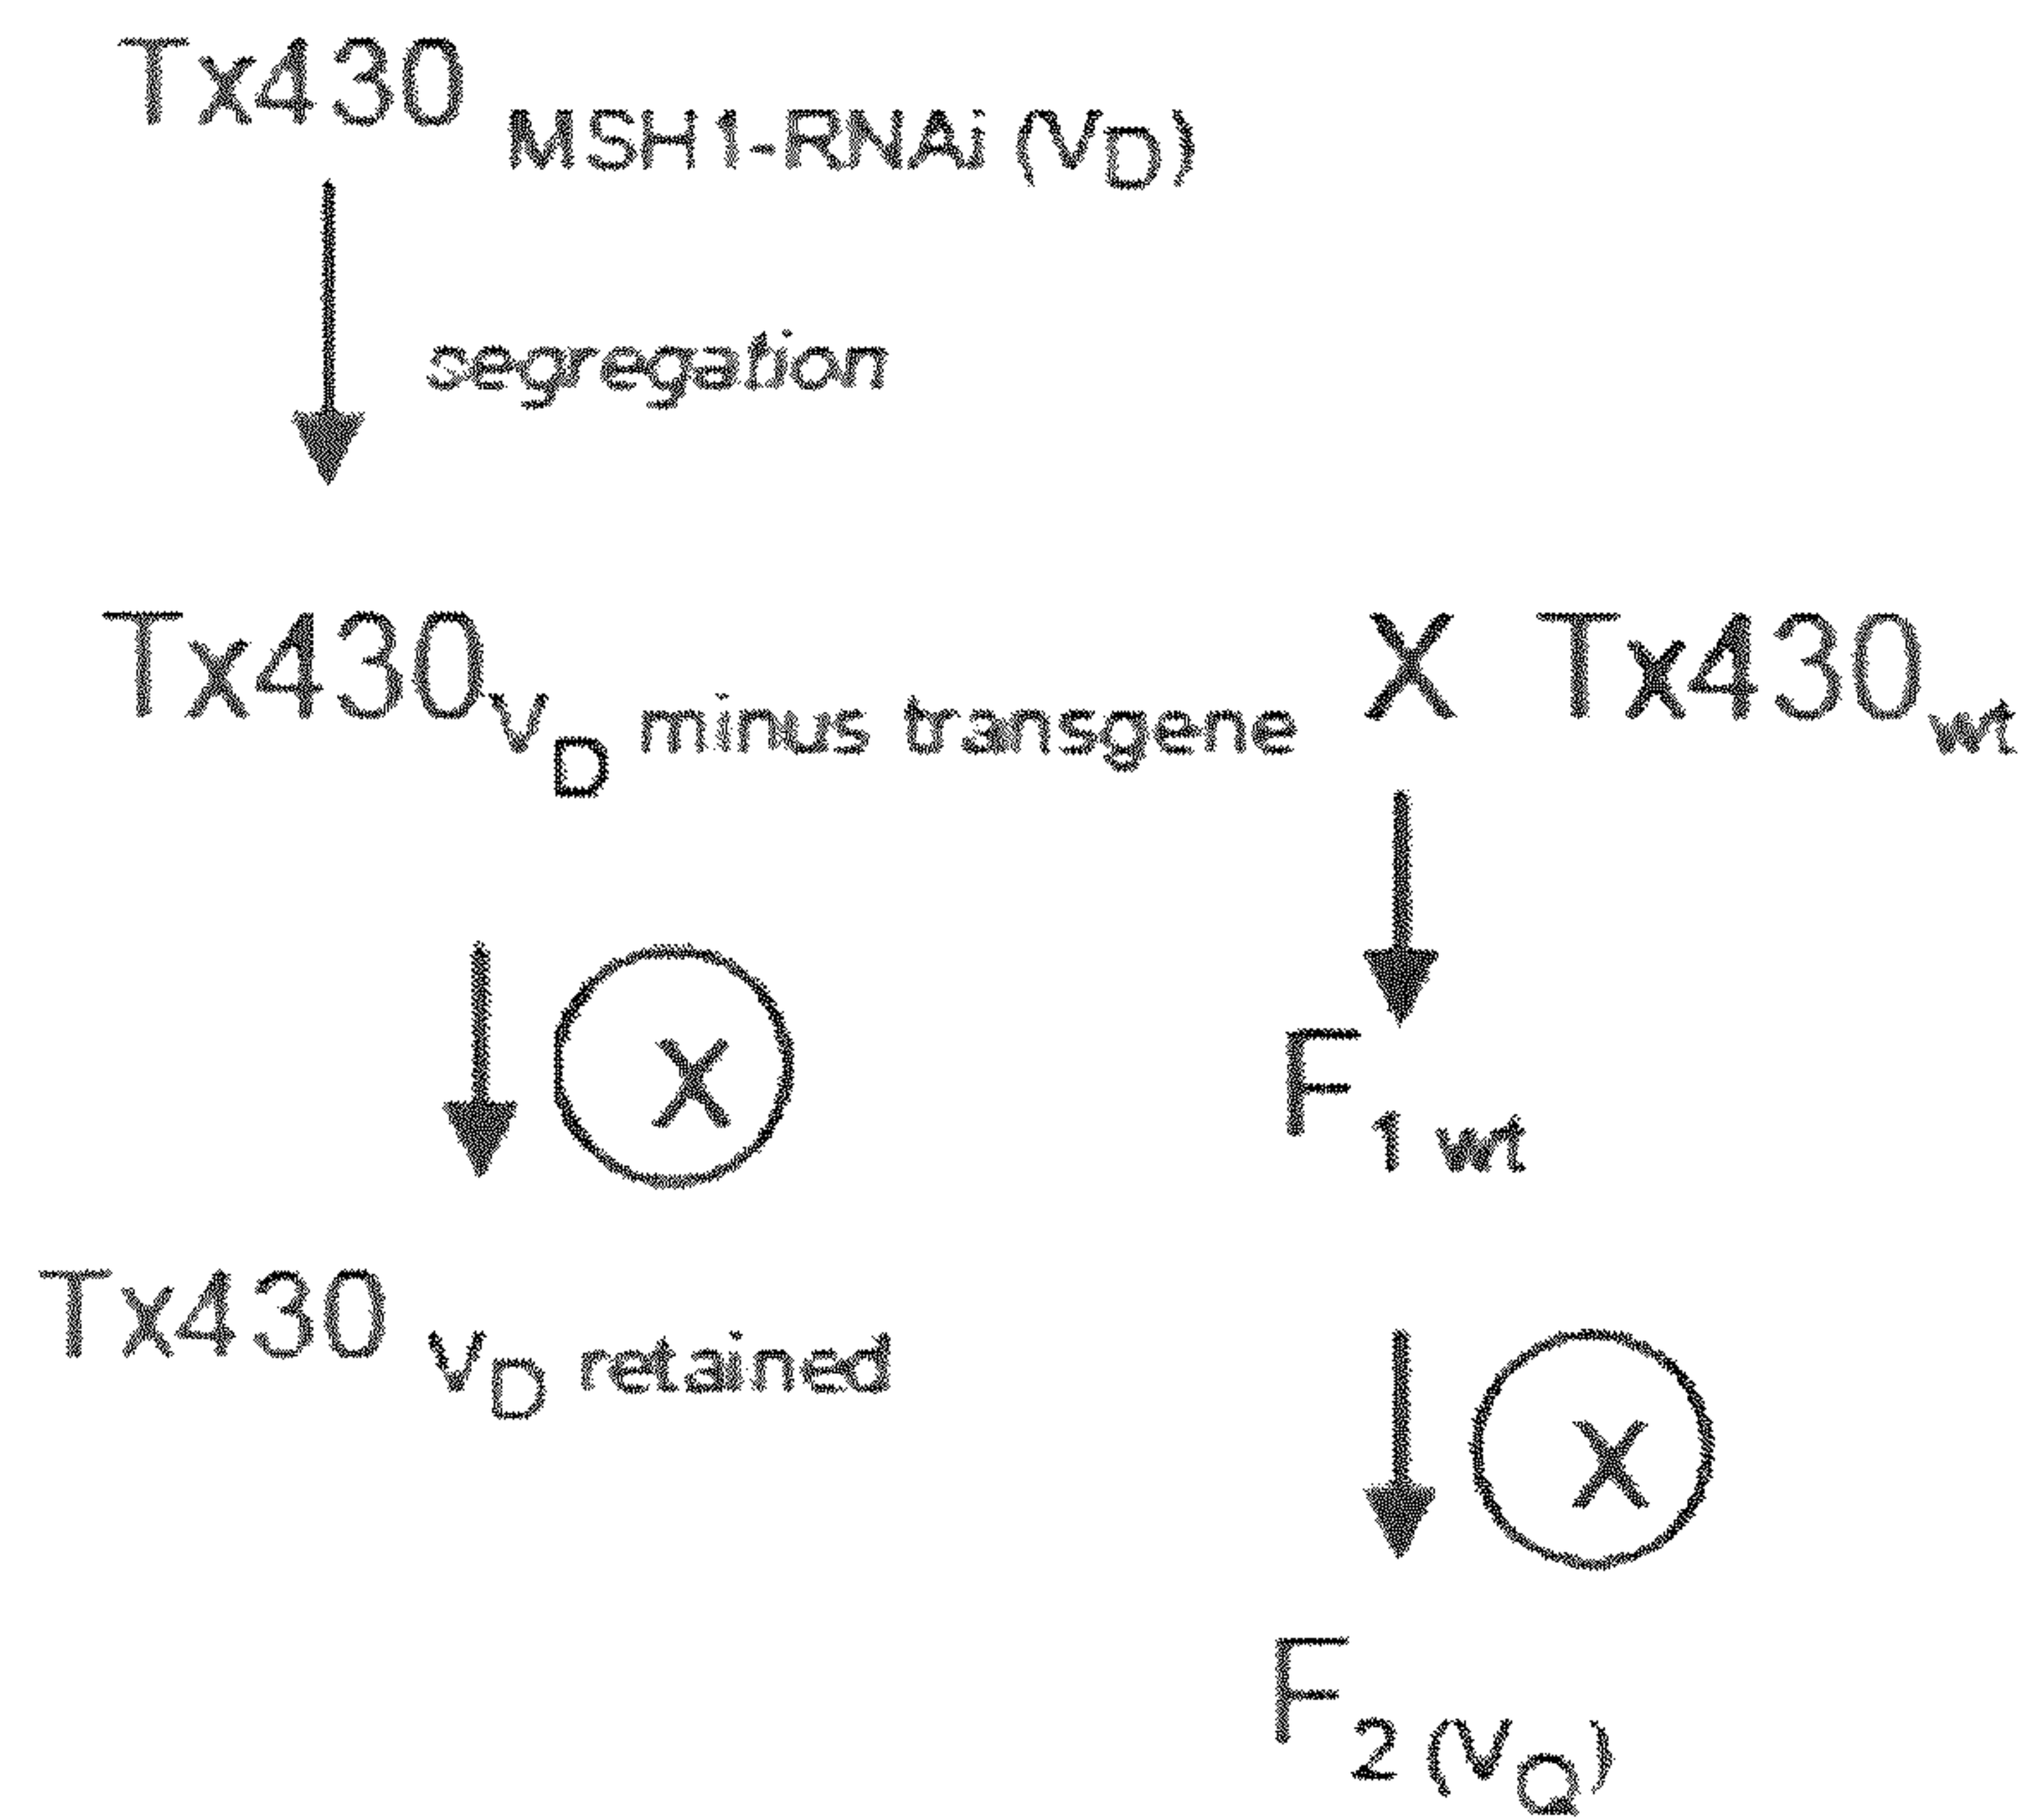 Tx430 MSH1-RNAi (VD)
segregation
Tx430VD minus transgene X Tx430wt
X
F1 wt
Tx430 VD retained
X
F2 (VQ)